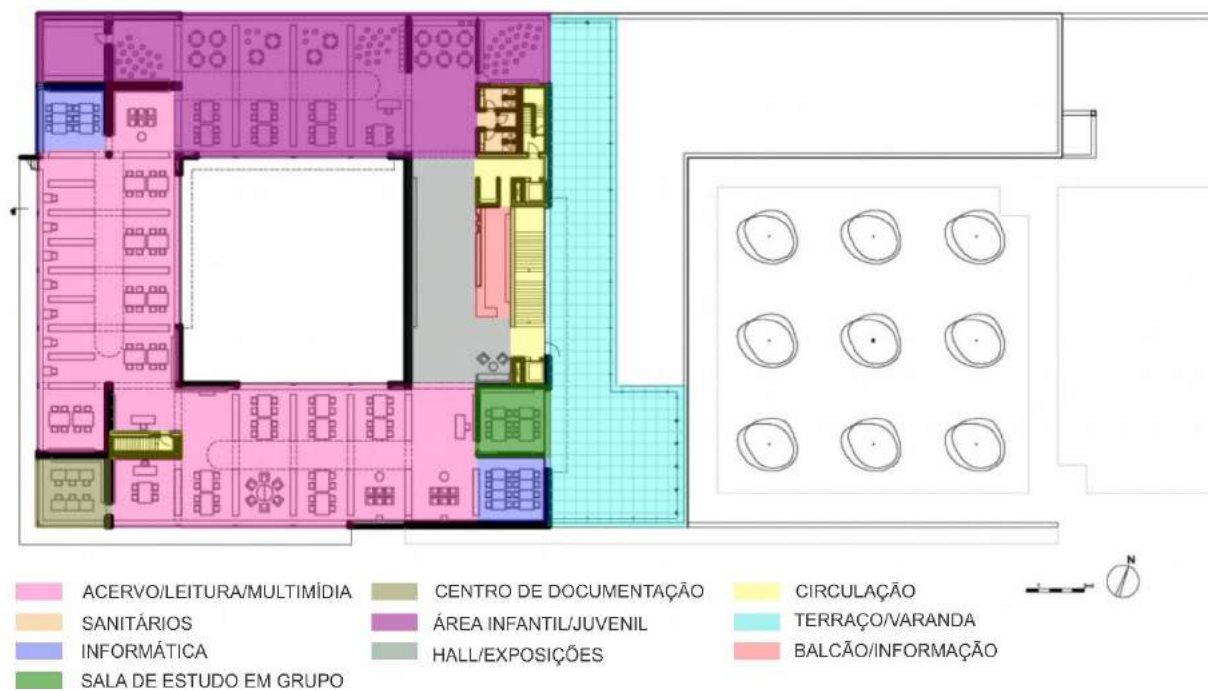 N
ACERVO/LEITURA/MULTIMÍDIA
SANITÁRIOS
INFORMÁTICA
SALA DE ESTUDO EM GRUPO
CENTRO DE DOCUMENTAÇÃO
ÁREA INFANTIL/JUVENIL
HALL/EXPOSIÇÕES
CIRCULAÇÃO
TERRAÇO/VARANDA
BALCÃO/INFORMAÇÃO